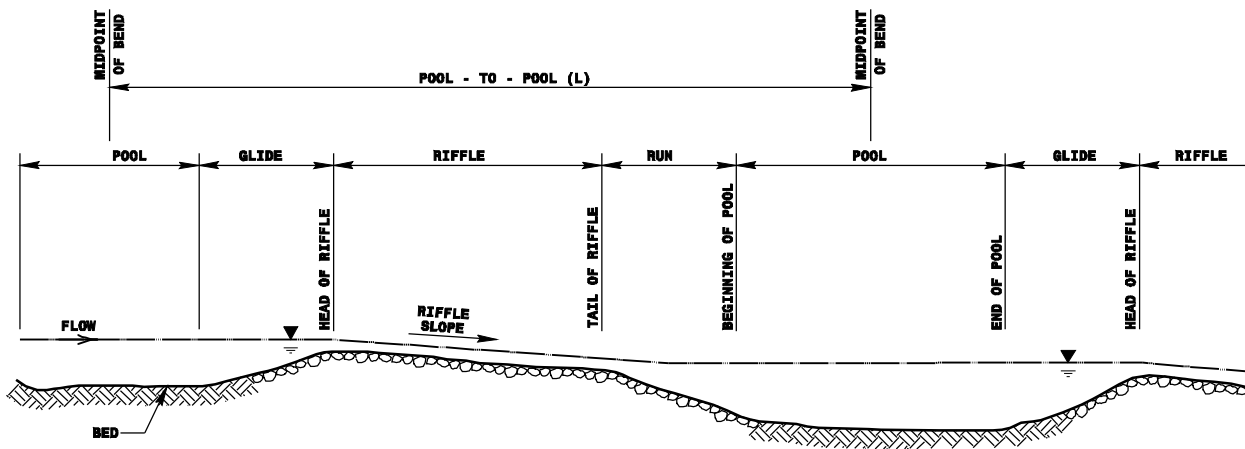 MIDPOINT
OF BEND
MIDPOINT
OF BEND
POOL - TO - POOL (L)
POOL
GLIDE
RIFFLE
RUN
POOL
GLIDE
RIFFLE
HEAD OF RIFFLE
TAIL OF RIFFLE
BEGINNING OF POOL
END OF POOL
HEAD OF RIFFLE
FLOW
RIFFLE
SLOPE
BED